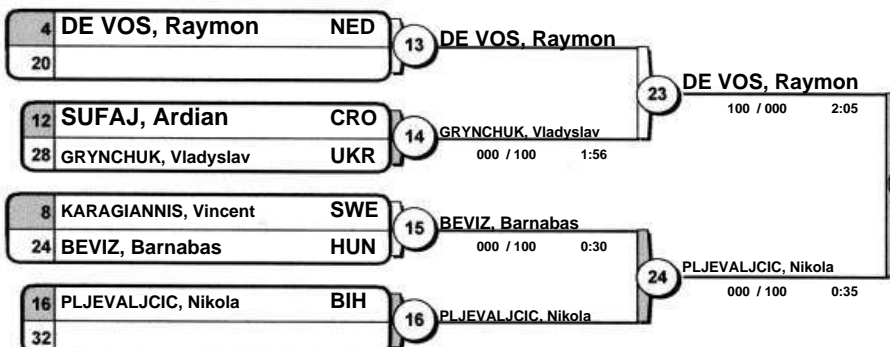 4 DE VOS, Raymon NED
20
13
DE VOS, Raymon
12 SUFAJ, Ardian CRO
28 GRYNCHUK, Vladyslav UKR
14
GRYNCHUK, Vladyslav
000 / 100 1:56
23
DE VOS, Raymon
100 / 000 2:05
8 KARAGIANNIS, Vincent SWE
24 BEVIZ, Barnabas HUN
15
BEVIZ, Barnabas
000 / 100 0:30
16 PLJEVALJCIC, Nikola BIH
32
16
PLJEVALJCIC, Nikola
24
PLJEVALJCIC, Nikola
000 / 100 0:35